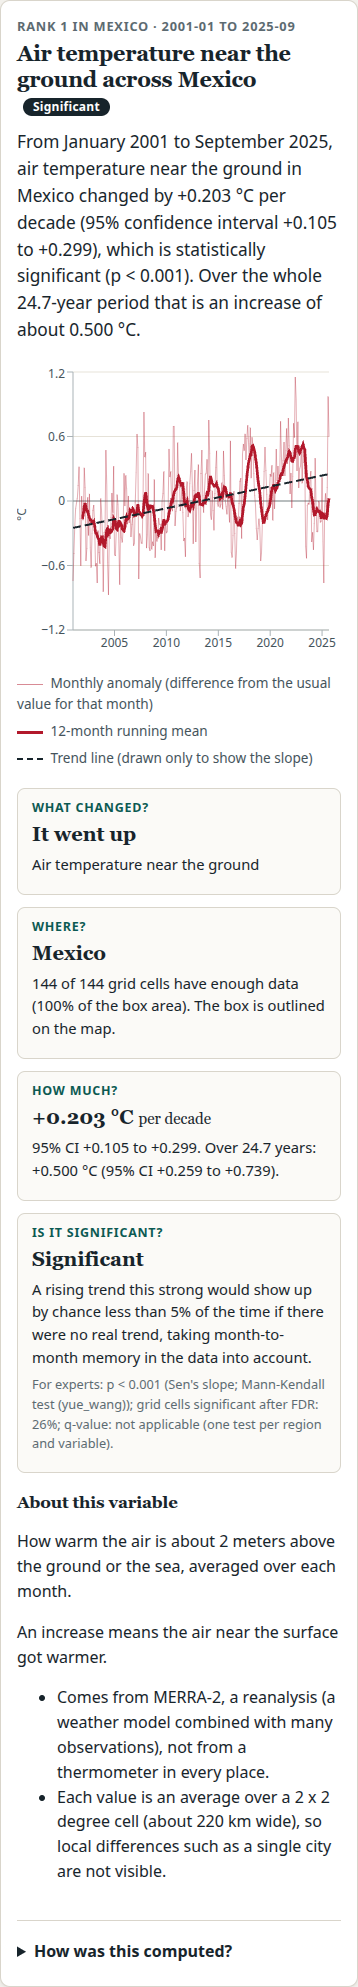 RANK 1 IN MEXICO · 2001-01 TO 2025-09
Air temperature near the
ground across Mexico
Significant
From January 2001 to September 2025,
air temperature near the ground in
Mexico changed by +0.203 °C per
decade (95% confidence interval +0.105
to +0.299), which is statistically
significant (p < 0.001). Over the whole
24.7-year period that is an increase of
about 0.500 °C.
1.2
0.6
0
−0.6
−1.2
°C
2005 2010 2015 2020 2025
Monthly anomaly (difference from the usual
value for that month)
12-month running mean
Trend line (drawn only to show the slope)
WHAT CHANGED?
It went up
Air temperature near the ground
WHERE?
Mexico
144 of 144 grid cells have enough data
(100% of the box area). The box is outlined
on the map.
HOW MUCH?
+0.203 °C per decade
95% CI +0.105 to +0.299. Over 24.7 years:
+0.500 °C (95% CI +0.259 to +0.739).
IS IT SIGNIFICANT?
Significant
A rising trend this strong would show up
by chance less than 5% of the time if there
were no real trend, taking month-to-
month memory in the data into account.
For experts: p < 0.001 (Sen's slope; Mann-Kendall
test (yue_wang)); grid cells significant after FDR:
26%; q-value: not applicable (one test per region
and variable).
About this variable
How warm the air is about 2 meters above
the ground or the sea, averaged over each
month.
An increase means the air near the surface
got warmer.
• Comes from MERRA-2, a reanalysis (a
weather model combined with many
observations), not from a
thermometer in every place.
• Each value is an average over a 2 x 2
degree cell (about 220 km wide), so
local differences such as a single city
are not visible.
▶ How was this computed?